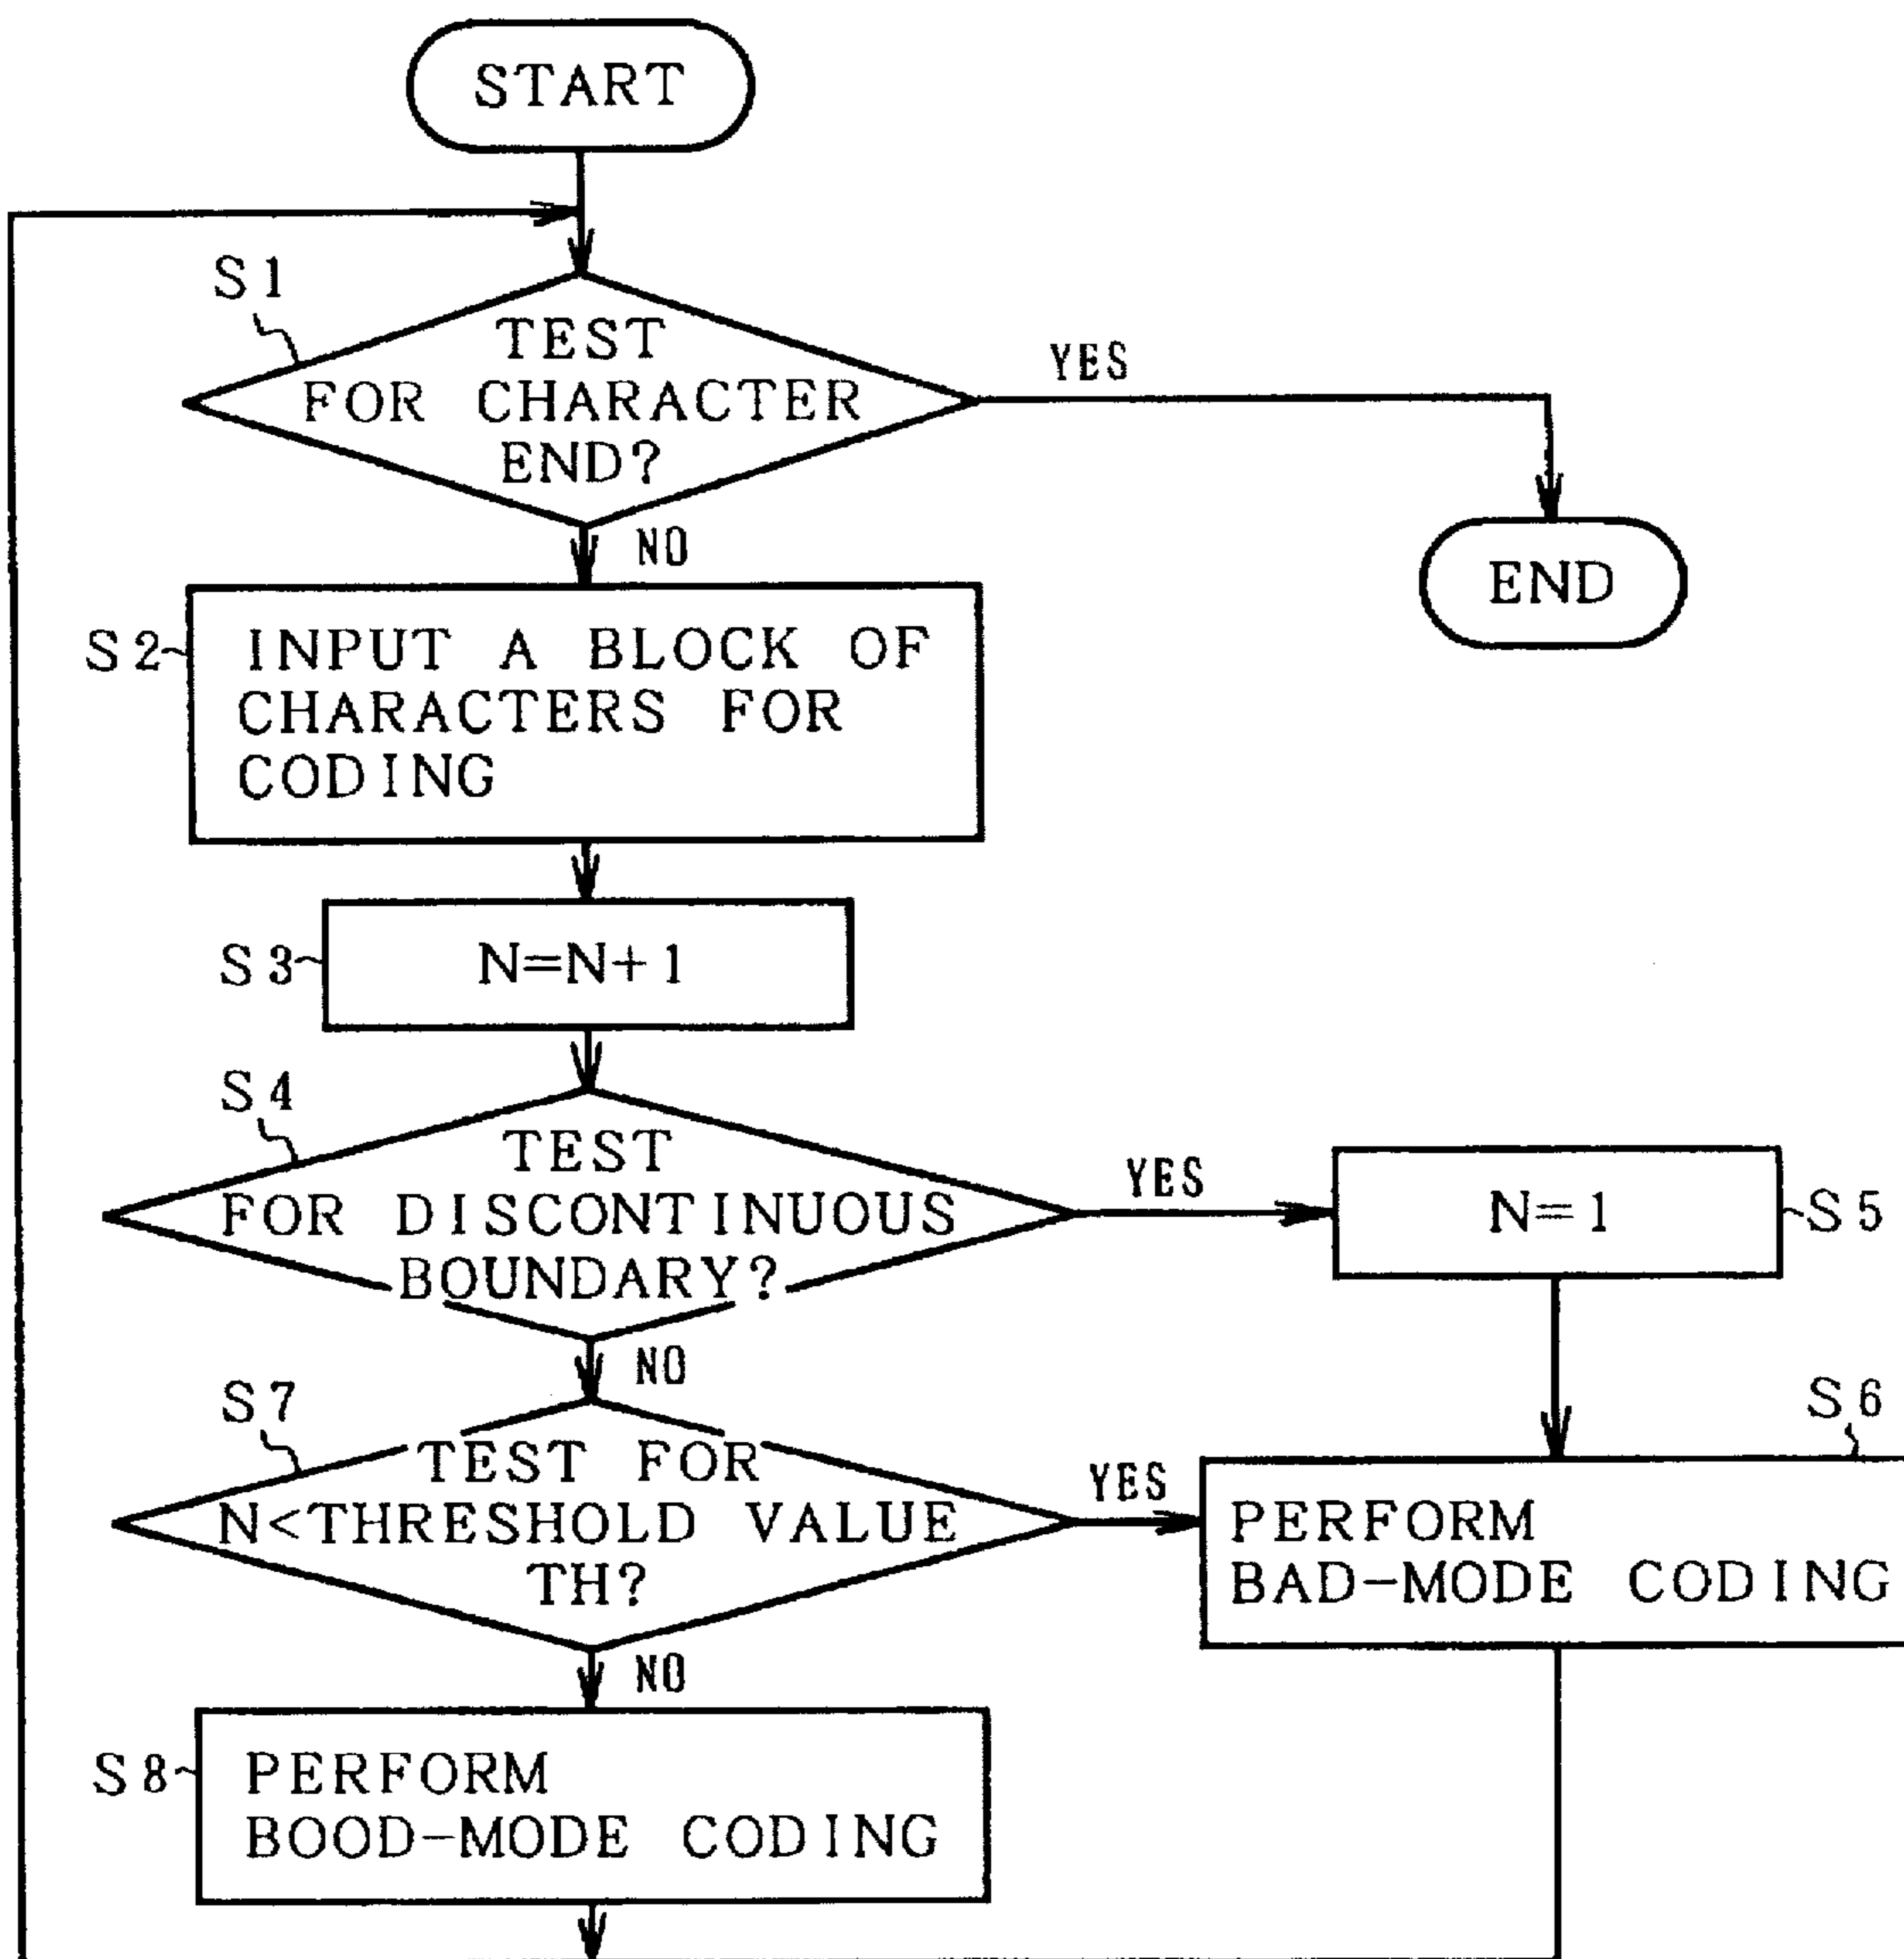 START
S1
TEST
FOR CHARACTER
END?
YES
NO
END
S2
INPUT A BLOCK OF
CHARACTERS FOR
CODING
S3
N=N+1
S4
TEST
FOR DISCONTINUOUS
BOUNDARY?
YES
N=1
S5
NO
S7
TEST FOR
N<THRESHOLD VALUE
TH?
YES
S6
PERFORM
BAD-MODE CODING
NO
S8
PERFORM
BOOD-MODE CODING